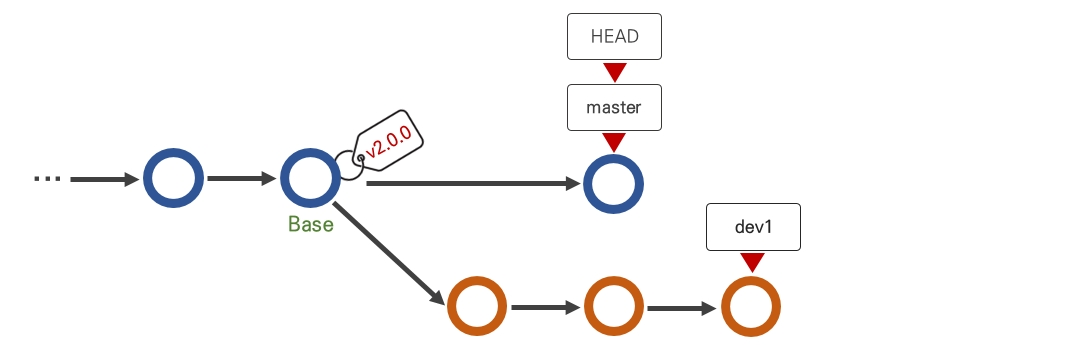 HEAD
master
v2.0.0
Base
dev1